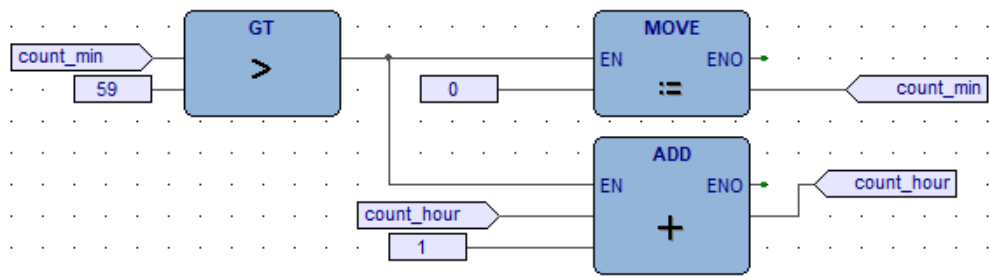 GT
count_min
>
59
MOVE
EN ENO
0
:=
count_min
ADD
EN ENO
count_hour
count_hour
+
1